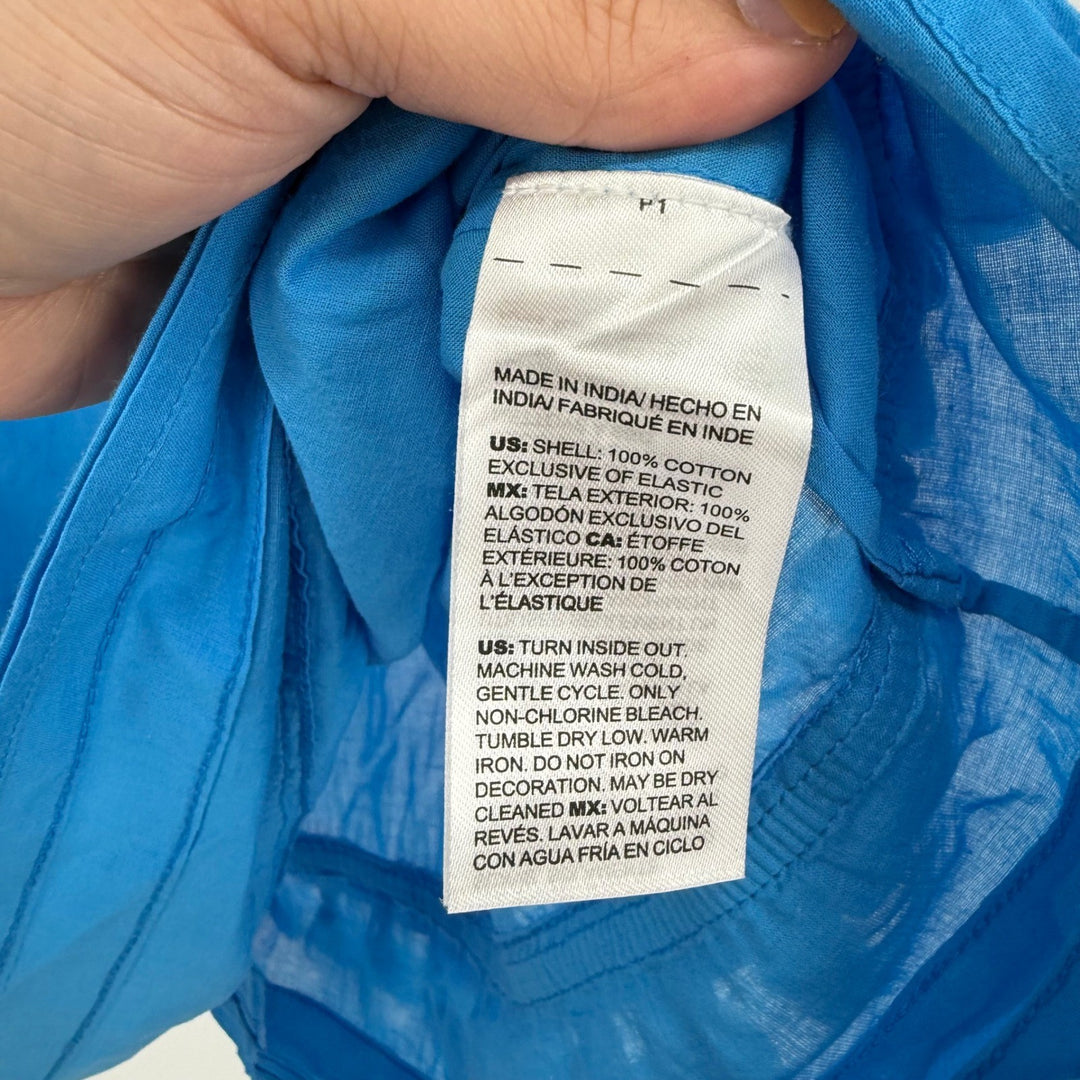 P1
MADE IN INDIA/ HECHO EN
INDIA/ FABRIQUÉ EN INDE
US: SHELL: 100% COTTON
EXCLUSIVE OF ELASTIC
MX: TELA EXTERIOR: 100%
ALGODÓN EXCLUSIVO DEL
ELÁSTICO CA: ÉTOFFE
EXTÉRIEURE: 100% COTON
À L'EXCEPTION DE
L'ÉLASTIQUE
US: TURN INSIDE OUT.
MACHINE WASH COLD,
GENTLE CYCLE. ONLY
NON-CHLORINE BLEACH.
TUMBLE DRY LOW. WARM
IRON. DO NOT IRON ON
DECORATION. MAY BE DRY
CLEANED MX: VOLTEAR AL
REVÉS. LAVAR A MÁQUINA
CON AGUA FRÍA EN CICLO